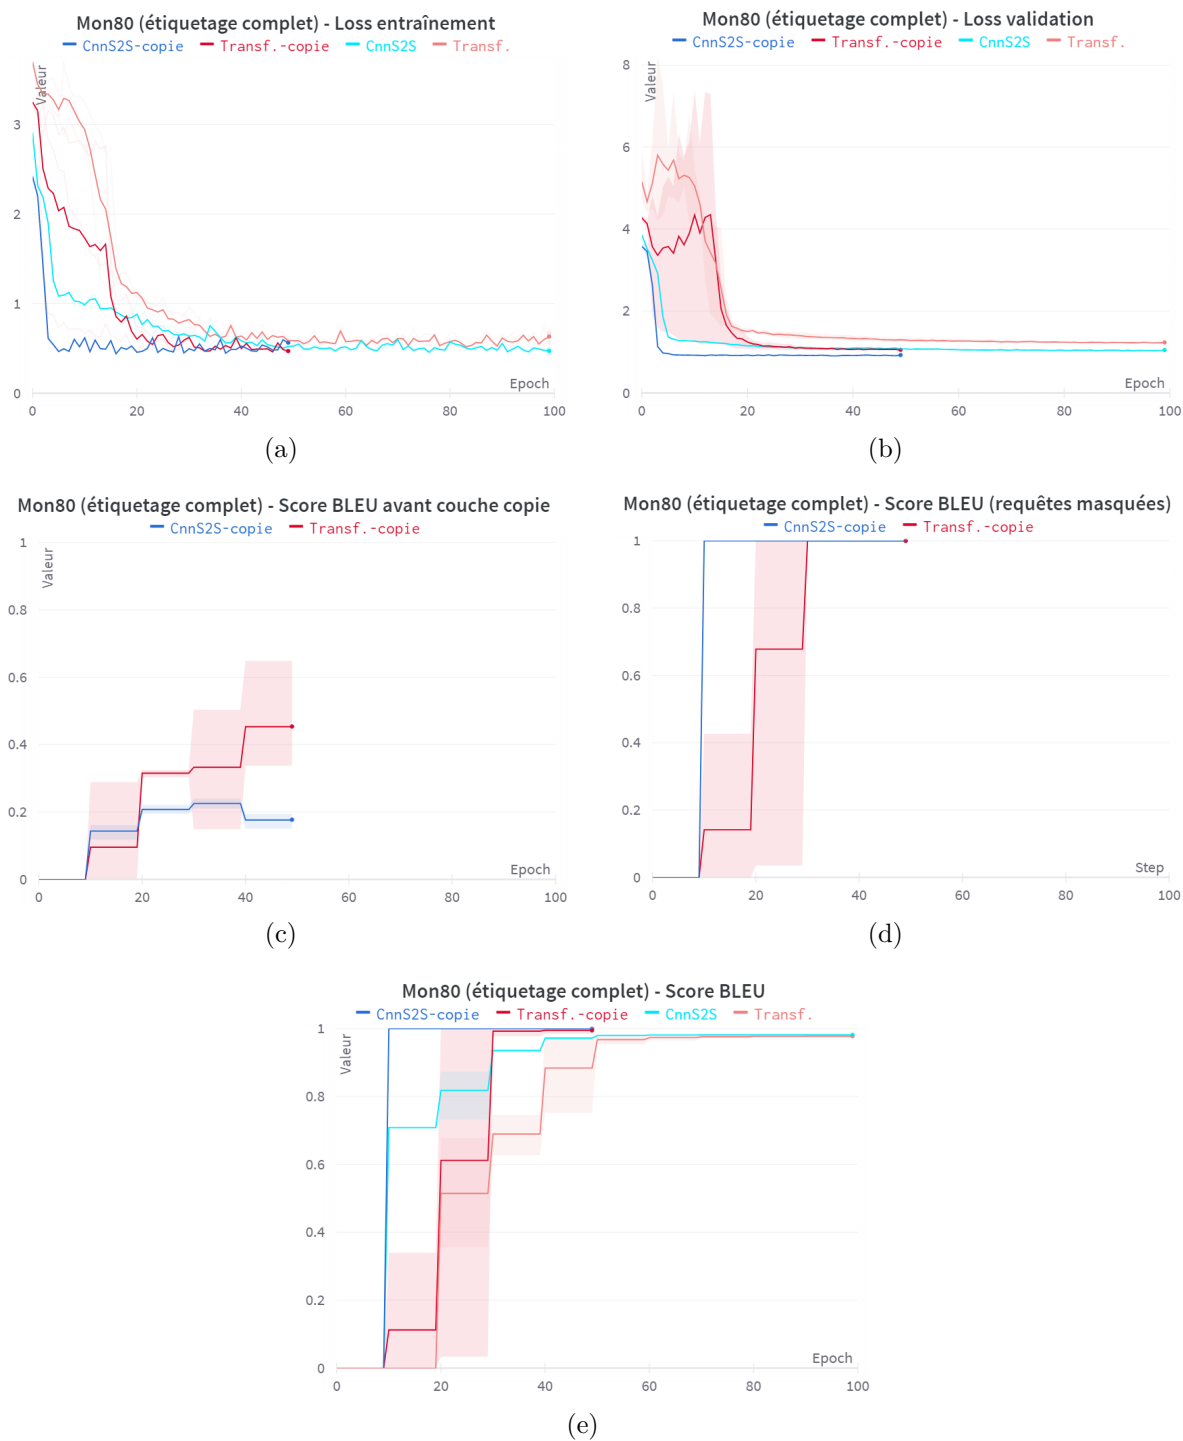 Mon80 (étiquetage complet) - Loss entraînement
CnnS2S-copie Transf.-copie CnnS2S Transf.
Valeur
3
2
1
0
Epoch
0 20 40 60 80 100
(a)
Mon80 (étiquetage complet) - Loss validation
CnnS2S-copie Transf.-copie CnnS2S Transf.
Valeur
8
6
4
2
0
Epoch
0 20 40 60 80 100
(b)
Mon80 (étiquetage complet) - Score BLEU avant couche copie
CnnS2S-copie Transf.-copie
Valeur
1
0.8
0.6
0.4
0.2
0
Epoch
0 20 40 60 80 100
(c)
Mon80 (étiquetage complet) - Score BLEU (requêtes masquées)
CnnS2S-copie Transf.-copie
1
0.8
0.6
0.4
0.2
0
Step
0 20 40 60 80 100
(d)
Mon80 (étiquetage complet) - Score BLEU
CnnS2S-copie Transf.-copie CnnS2S Transf.
Valeur
1
0.8
0.6
0.4
0.2
0
Epoch
0 20 40 60 80 100
(e)